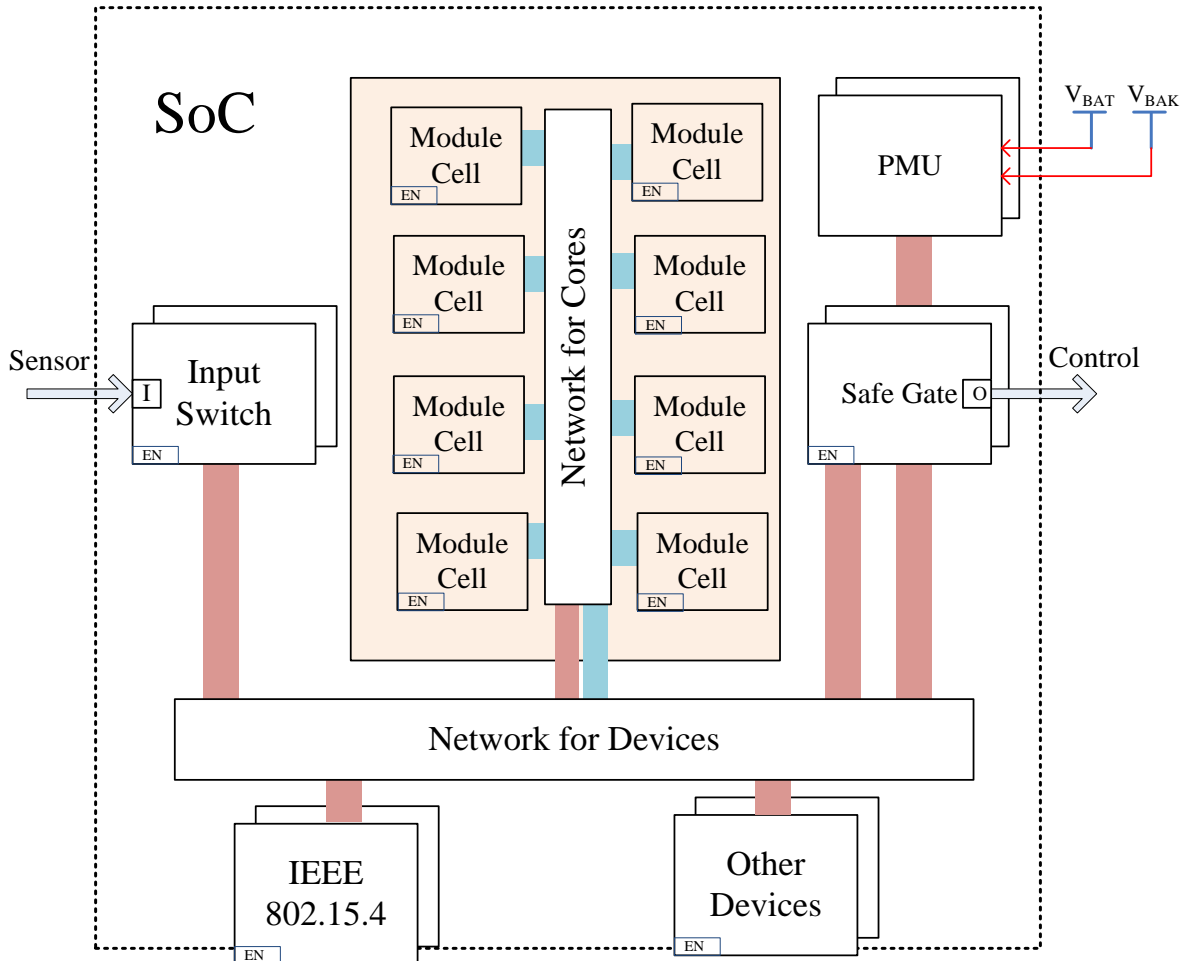 SoC
V_BAT
V_BAK
PMU
Module
Cell
EN
Module
Cell
EN
Module
Cell
EN
Module
Cell
EN
Network for Cores
Module
Cell
EN
Module
Cell
EN
Module
Cell
EN
Module
Cell
EN
Sensor
I
Input
Switch
EN
Safe Gate
O
EN
Control
Network for Devices
IEEE
802.15.4
EN
Other
Devices
EN